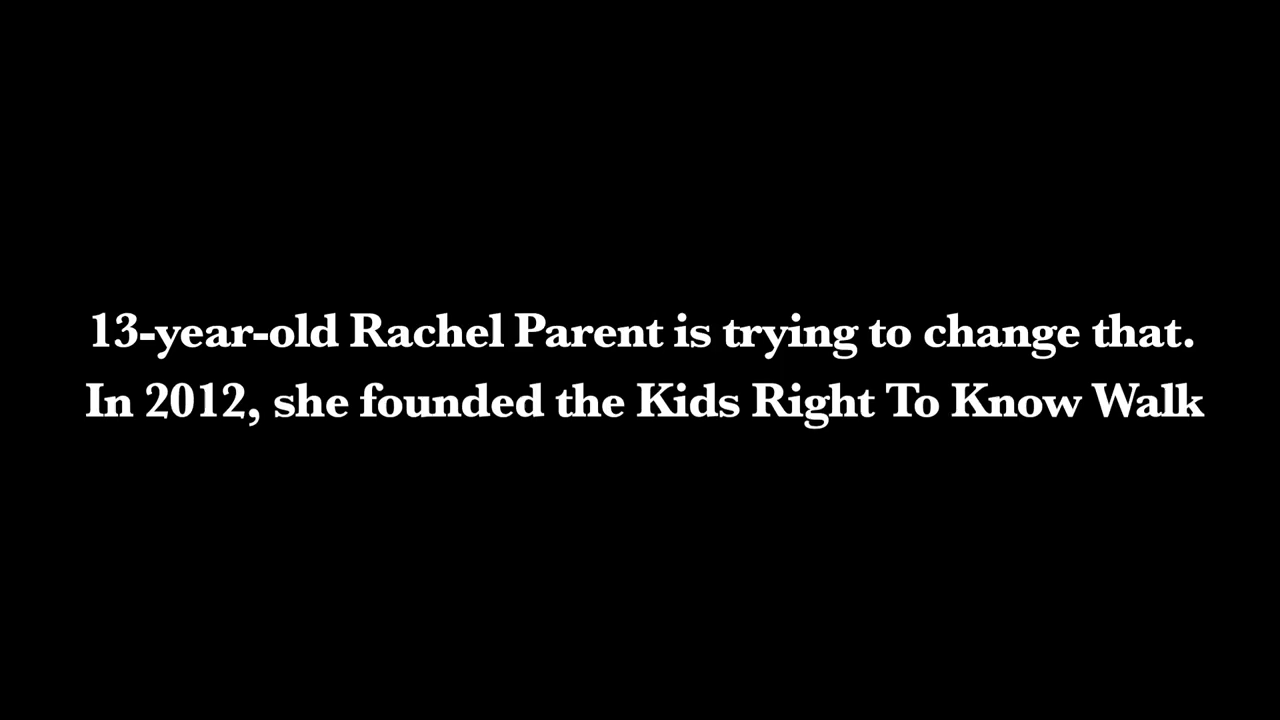 13-year-old Rachel Parent is trying to change that.
In 2012, she founded the Kids Right To Know Walk